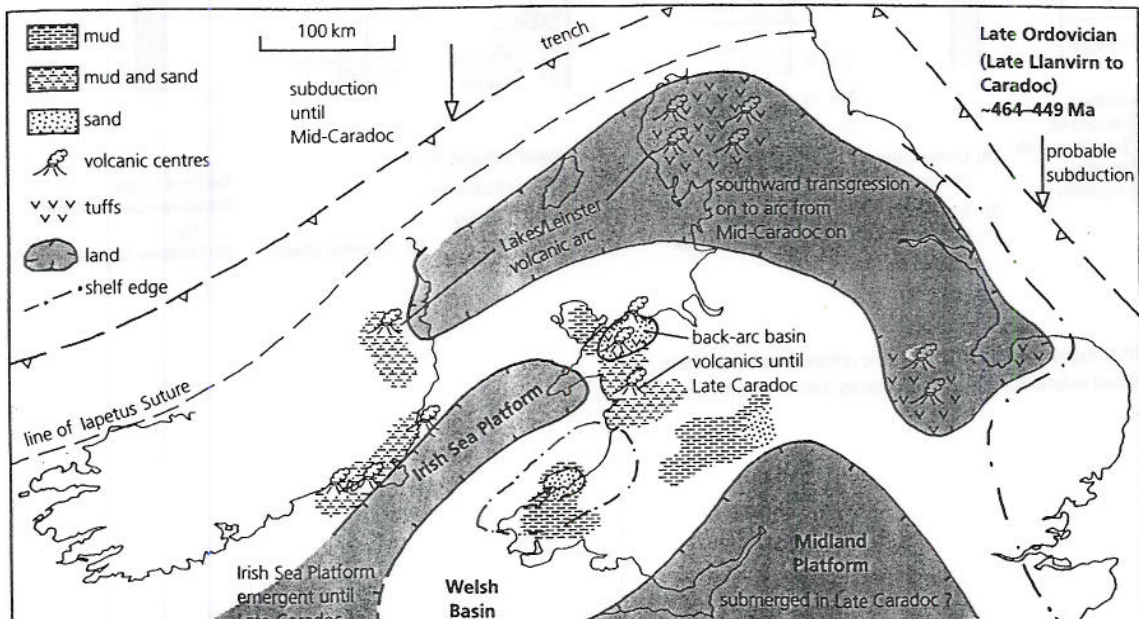 mud
mud and sand
sand
volcanic centres
tuffs
land
shelf edge
100 km
subduction
until
Mid-Caradoc
trench
Late Ordovician
(Late Llanvirn to
Caradoc)
~464–449 Ma
probable
subduction
Lakes/Leinster
volcanic arc
southward transgression
on to arc from
Mid-Caradoc on
back-arc basin
volcanics until
Late Caradoc
line of Iapetus Suture
Irish Sea Platform
Irish Sea Platform
emergent until
Late Caradoc
Welsh
Basin
Midland
Platform
submerged in Late Caradoc ?